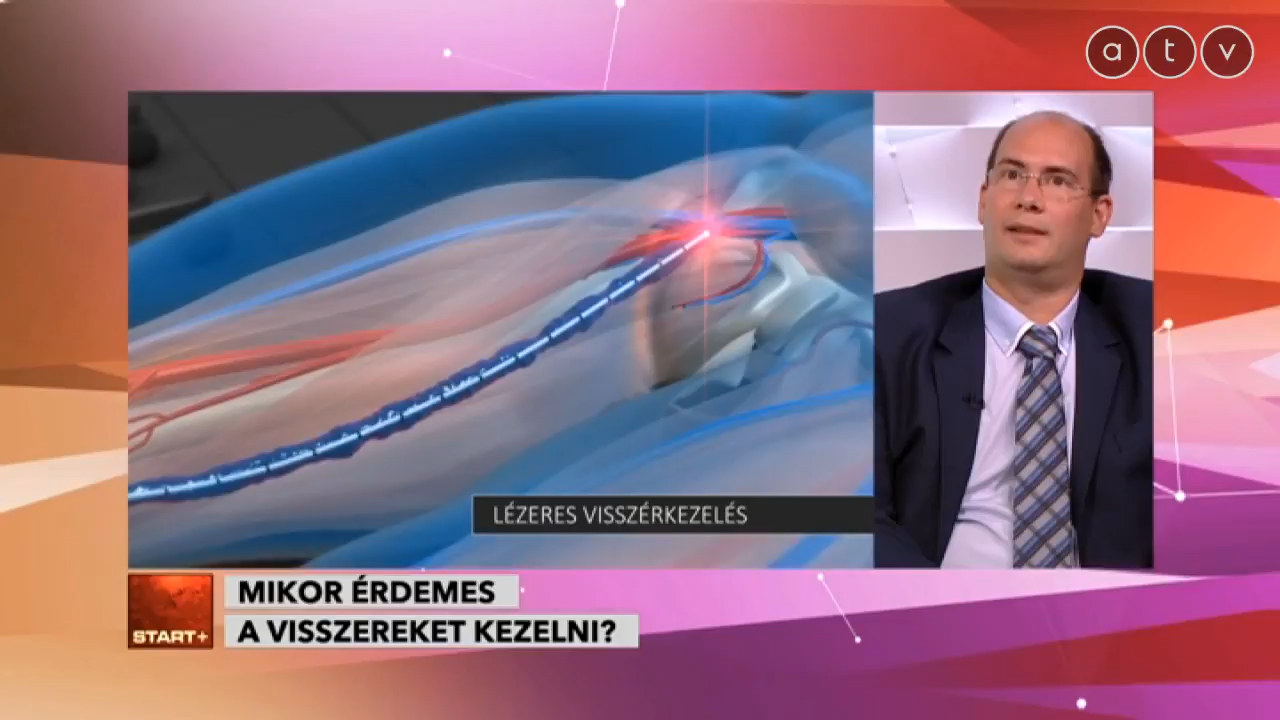 atv
LÉZERES VISSZÉRKEZELÉS
MIKOR ÉRDEMES
START+
A VISSZEREKET KEZELNI?